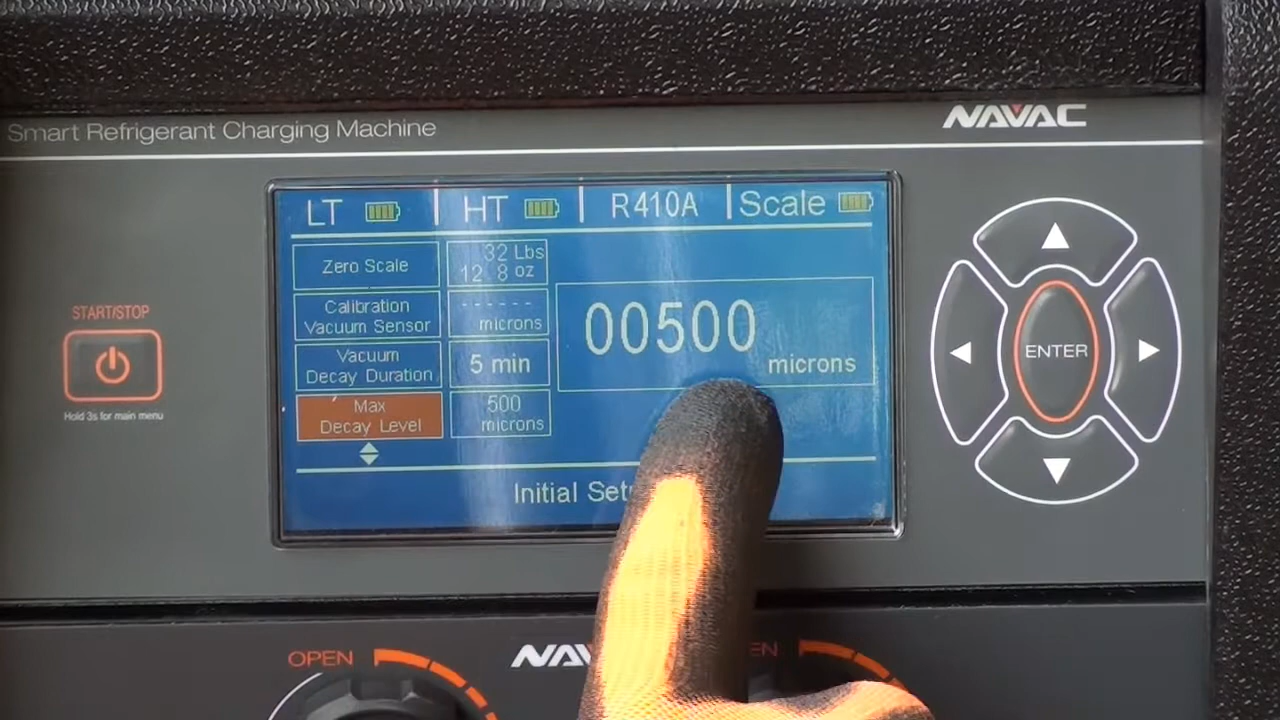 Smart Refrigerant Charging Machine
NAVAC
LT
HT
R410A
Scale
Zero Scale
32 Lbs
12.8 oz
Calibration
Vacuum Sensor
------
microns
Vacuum
Decay Duration
5 min
Max
Decay Level
500
microns
00500
microns
Initial
START/STOP
Hold 3s for main menu
ENTER
OPEN